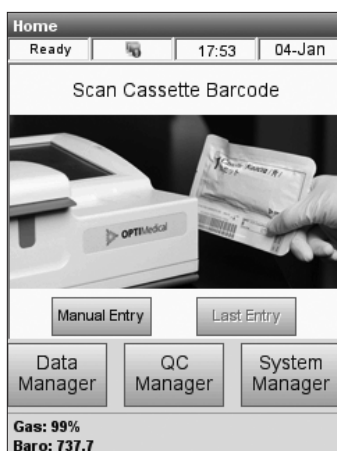 Home
Ready 17:53 04-Jan
Scan Cassette Barcode
OPTIMedical
Manual Entry Last Entry
Data Manager QC Manager System Manager
Gas: 99%
Baro: 737.7